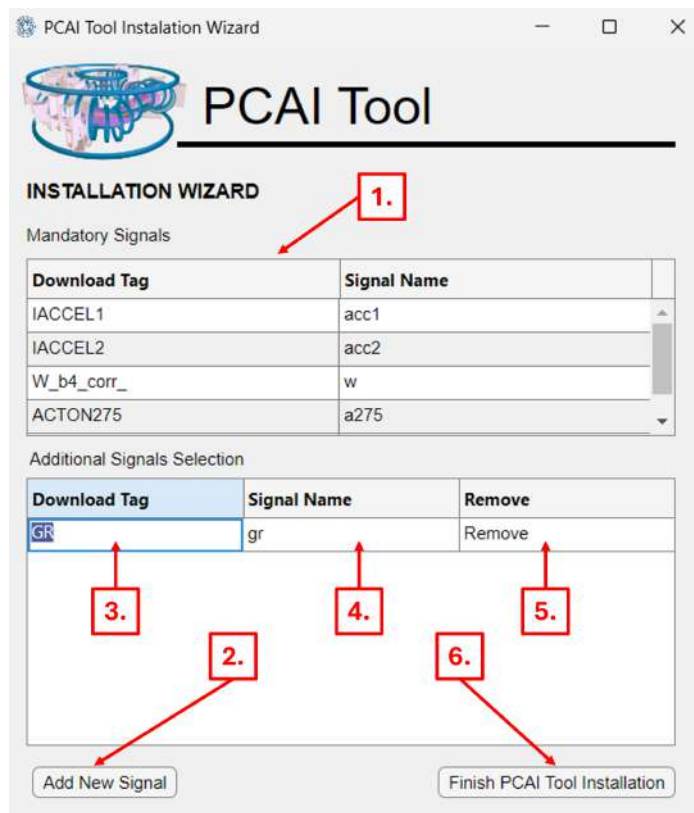 PCAI Tool Instalation Wizard
PCAI Tool
INSTALLATION WIZARD
1.
Mandatory Signals
Download Tag Signal Name
IACCEL1 acc1
IACCEL2 acc2
W_b4_corr_ w
ACTON275 a275
Additional Signals Selection
Download Tag Signal Name Remove
GR gr Remove
3. 4. 5.
2. 6.
Add New Signal Finish PCAI Tool Installation